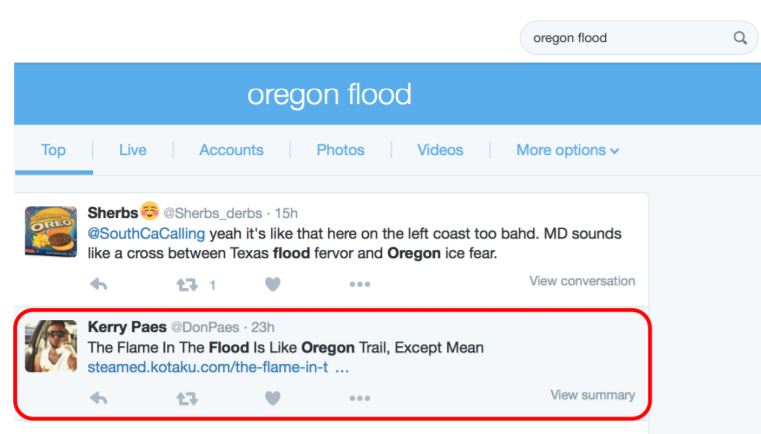 oregon flood
oregon flood
Top Live Accounts Photos Videos More options
Sherbs @Sherbs_derbs · 15h
@SouthCaCalling yeah it's like that here on the left coast too bahd. MD sounds
like a cross between Texas flood fervor and Oregon ice fear.
1 View conversation
Kerry Paes @DonPaes · 23h
The Flame In The Flood Is Like Oregon Trail, Except Mean
steamed.kotaku.com/the-flame-in-t …
View summary
OREO